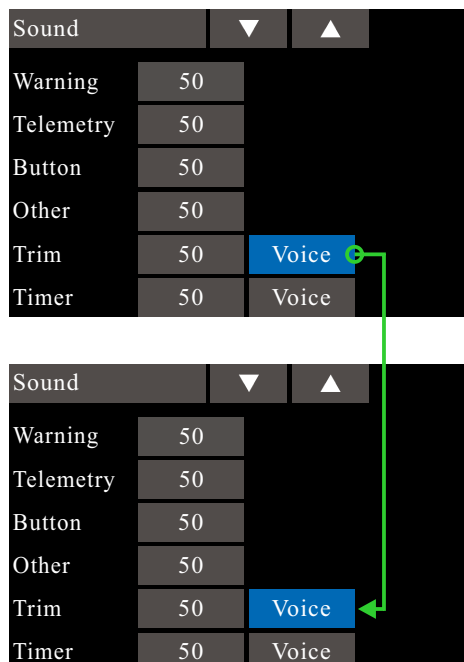 Sound ▼ ▲
Warning 50
Telemetry 50
Button 50
Other 50
Trim 50 Voice
Timer 50 Voice
Sound ▼ ▲
Warning 50
Telemetry 50
Button 50
Other 50
Trim 50 Voice
Timer 50 Voice